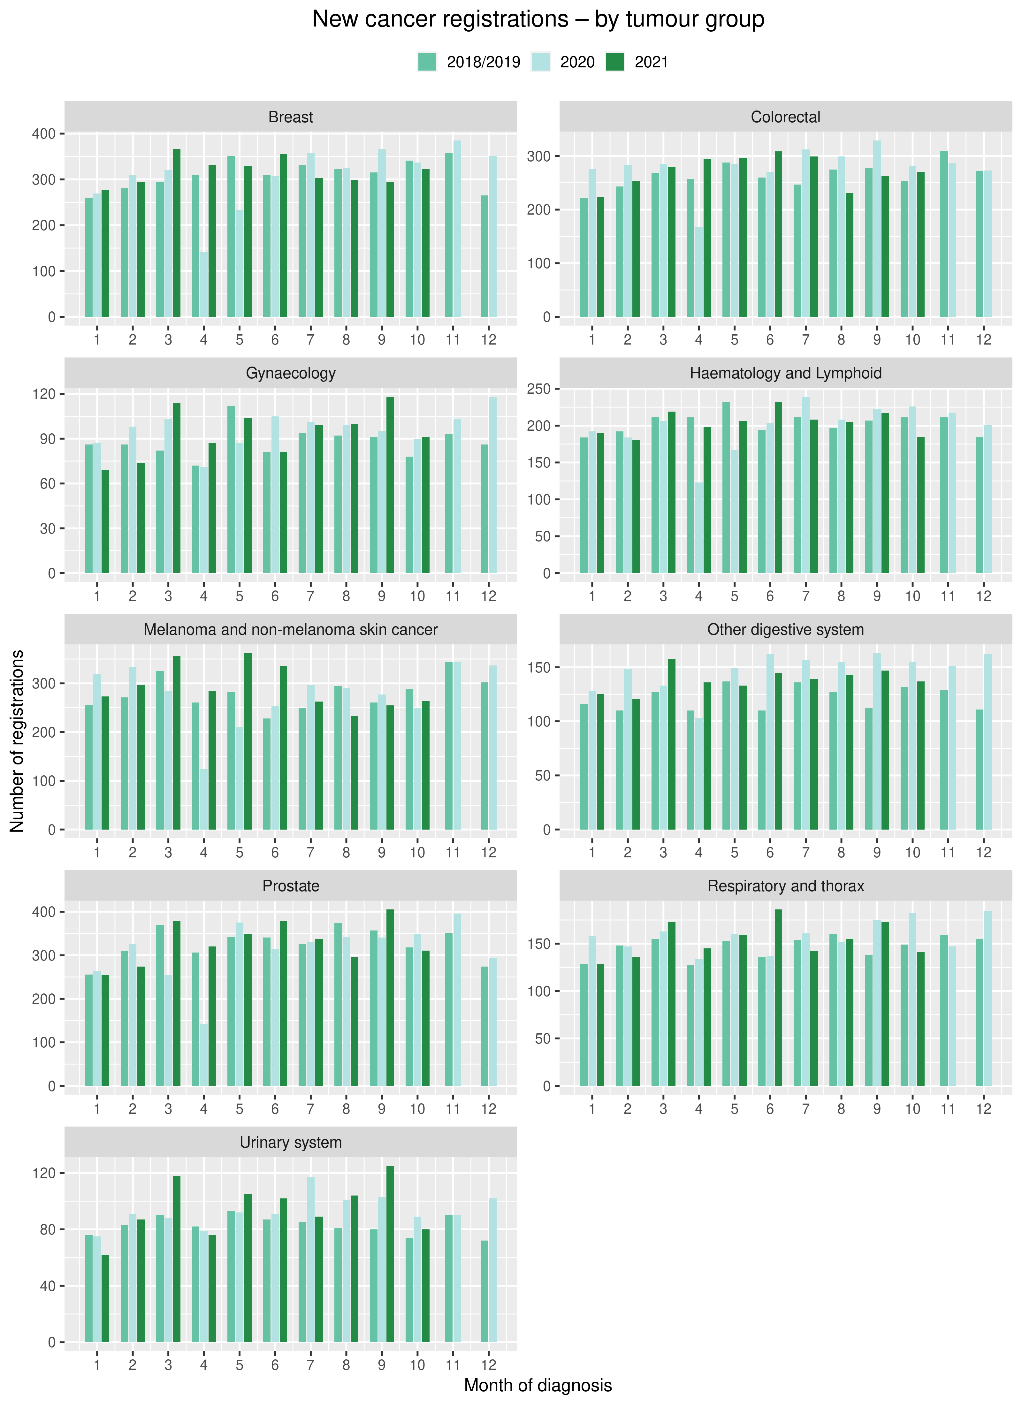 New cancer registrations – by tumour group
2018/2019 2020 2021
Breast
400
300
200
100
0
1 2 3 4 5 6 7 8 9 10 11 12
Colorectal
300
200
100
0
1 2 3 4 5 6 7 8 9 10 11 12
Gynaecology
120
90
60
30
0
1 2 3 4 5 6 7 8 9 10 11 12
Haematology and Lymphoid
250
200
150
100
50
0
1 2 3 4 5 6 7 8 9 10 11 12
Number of registrations
Melanoma and non-melanoma skin cancer
300
200
100
0
1 2 3 4 5 6 7 8 9 10 11 12
Other digestive system
150
100
50
0
1 2 3 4 5 6 7 8 9 10 11 12
Prostate
400
300
200
100
0
1 2 3 4 5 6 7 8 9 10 11 12
Respiratory and thorax
150
100
50
0
1 2 3 4 5 6 7 8 9 10 11 12
Urinary system
120
80
40
0
1 2 3 4 5 6 7 8 9 10 11 12
Month of diagnosis